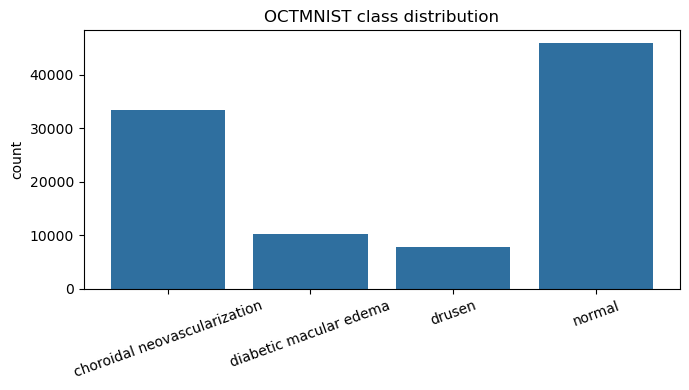 OCTMNIST class distribution
count
40000
30000
20000
10000
0
choroidal neovascularization
diabetic macular edema
drusen
normal